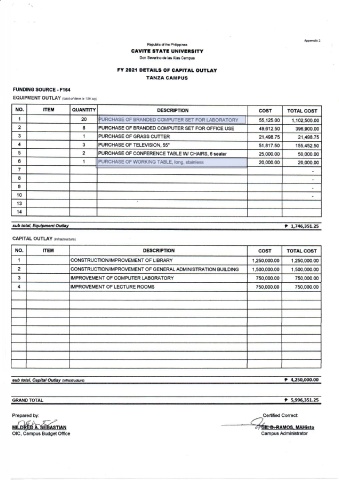 Appendix 2
Republic of the Philippines
CAVITE STATE UNIVERSITY
Don Severino de las Alas Campus
FY 2021 DETAILS OF CAPITAL OUTLAY
TANZA CAMPUS
FUNDING SOURCE - F164
EQUIPMENT OUTLAY
NO. ITEM QUANTITY DESCRIPTION COST TOTAL COST
1 20 PURCHASE OF BRANDED COMPUTER SET FOR LABORATORY 55,125.00 1,102,500.00
2 8 PURCHASE OF BRANDED COMPUTER SET FOR OFFICE USE 49,612.50 396,900.00
3 1 PURCHASE OF GRASS CUTTER 21,498.75 21,498.75
4 3 PURCHASE OF TELEVISION, 55" 51,817.50 155,452.50
5 2 PURCHASE OF CONFERENCE TABLE W/ CHAIRS, 8 seater 25,000.00 50,000.00
6 1 PURCHASE OF WORKING TABLE, long, stainless 20,000.00 20,000.00
7 -
8 -
9 -
10 -
13
14
sub total, Equipment Outlay ₱ 1,746,351.25
CAPITAL OUTLAY (Infrastructure)
NO. ITEM DESCRIPTION COST TOTAL COST
1 CONSTRUCTION/IMPROVEMENT OF LIBRARY 1,250,000.00 1,250,000.00
2 CONSTRUCTION/IMPROVEMENT OF GENERAL ADMINISTRATION BUILDING 1,500,000.00 1,500,000.00
3 IMPROVEMENT OF COMPUTER LABORATORY 750,000.00 750,000.00
4 IMPROVEMENT OF LECTURE ROOMS 750,000.00 750,000.00
sub total, Capital Outlay (Infrastructure) ₱ 4,250,000.00
GRAND TOTAL ₱ 5,996,351.25
Prepared by: Certified Correct:
MILDRED A. SEBASTIAN RAMOS, MAHists
OIC, Campus Budget Office Campus Administrator